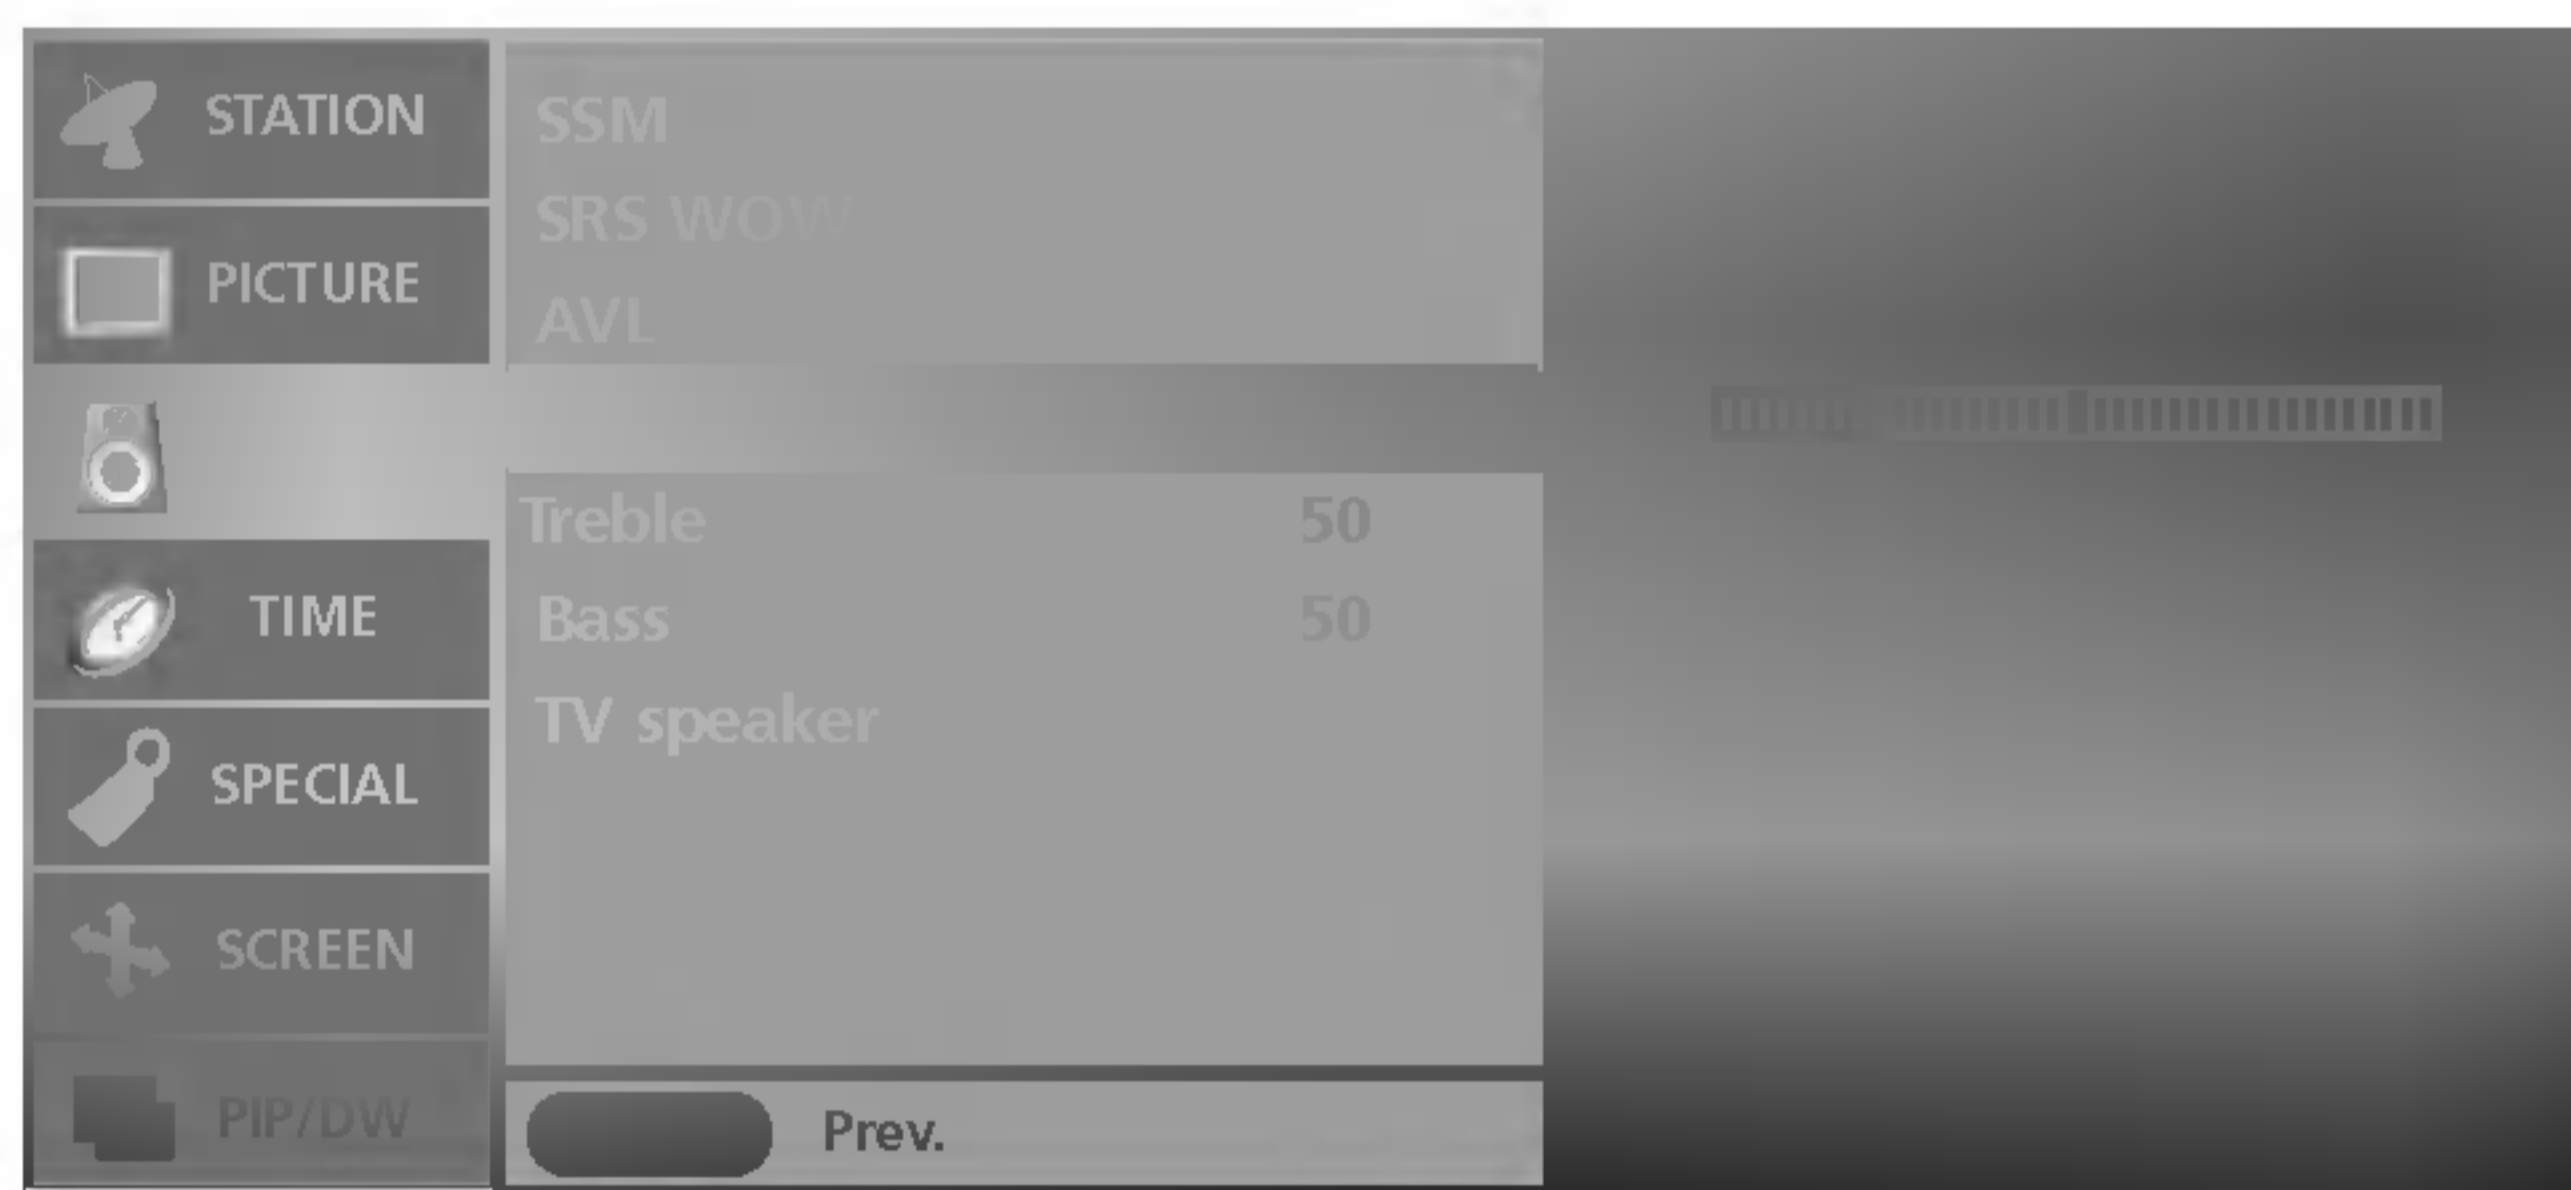 STATION
PICTURE
TIME
SPECIAL
SCREEN
PIP/DW
SSM
SRS WOW
AVL
Treble 50
Bass 50
TV speaker
Prev.